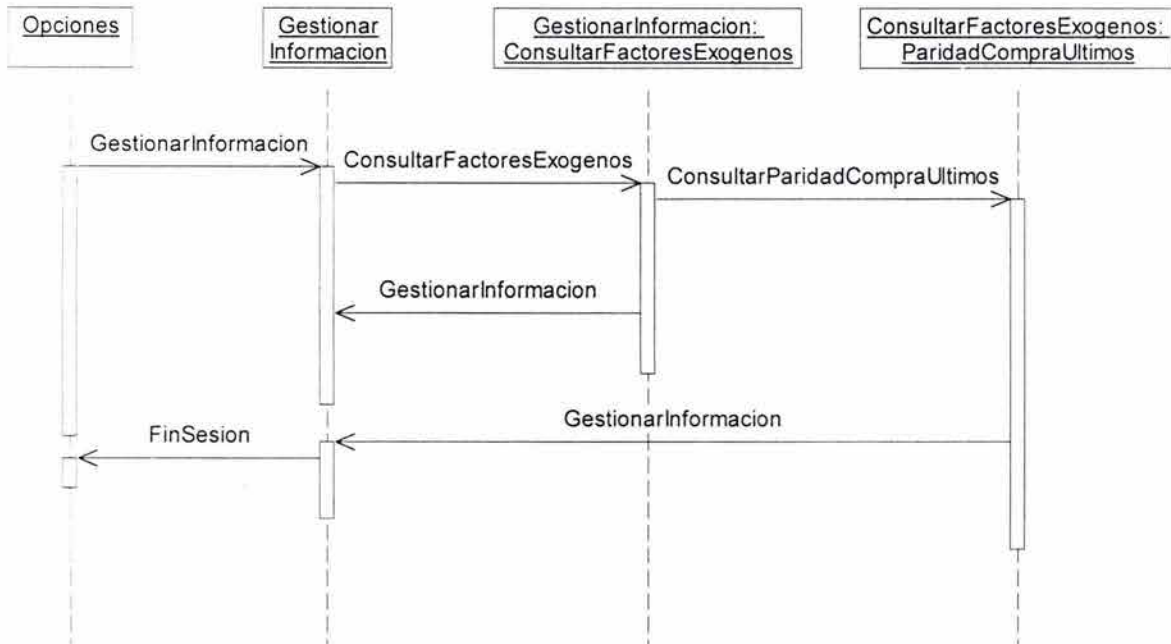 Opciones
Gestionar
Informacion
GestionarInformacion:
ConsultarFactoresExogenos
ConsultarFactoresExogenos:
ParidadCompraUltimos
GestionarInformacion
ConsultarFactoresExogenos
ConsultarParidadCompraUltimos
GestionarInformacion
GestionarInformacion
FinSesion